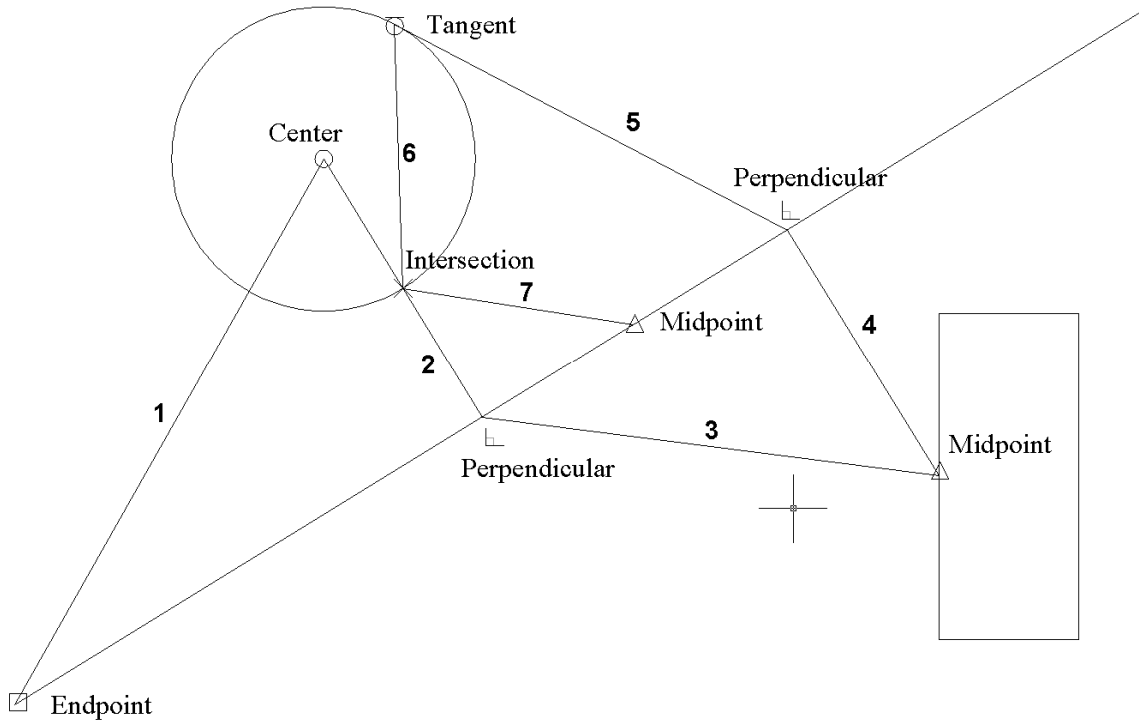 Tangent
5
Center
6
Perpendicular
Intersection
7
Midpoint
4
2
1
3
Midpoint
Perpendicular
Endpoint